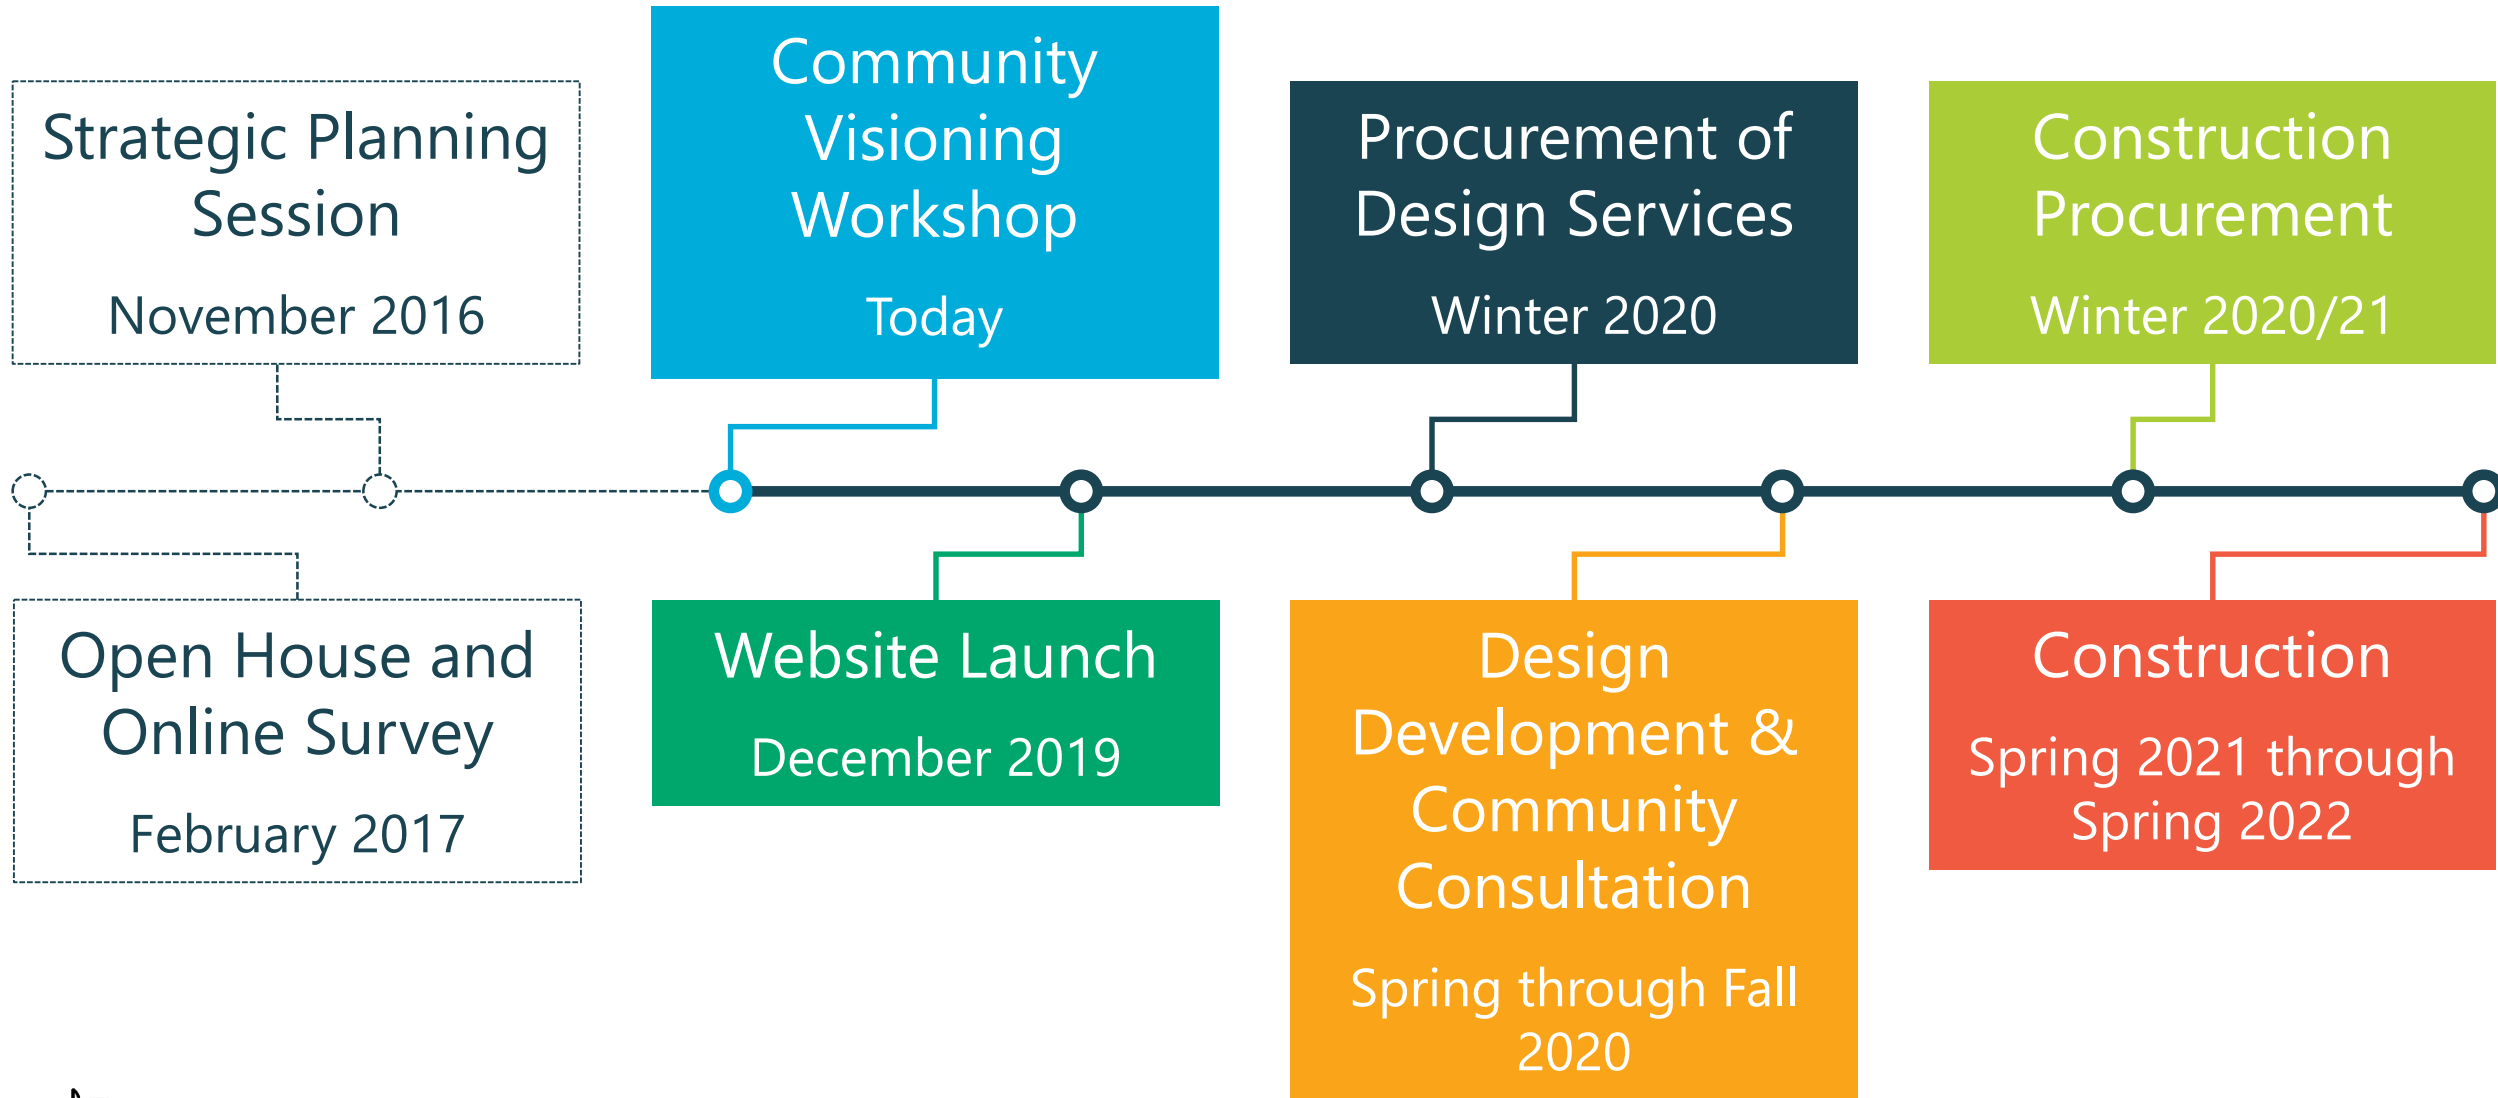 Strategic Planning
Session
November 2016
Community
Visioning
Workshop
Today
Procurement of
Design Services
Winter 2020
Construction
Procurement
Winter 2020/21
Open House and
Online Survey
February 2017
Website Launch
December 2019
Design
Development &
Community
Consultation
Spring through Fall
2020
Construction
Spring 2021 through
Spring 2022